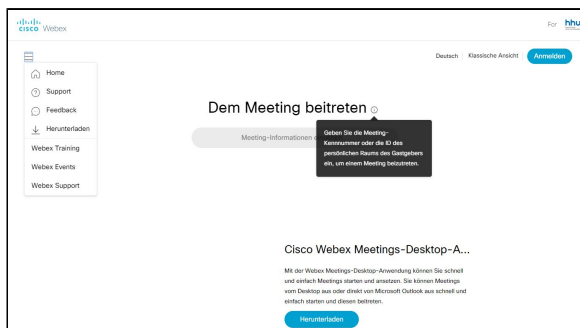 CISCO Webex
For hhu
Deutsch Klassische Ansicht Anmelden
Home
Support
Feedback
Herunterladen
Webex Training
Webex Events
Webex Support
Dem Meeting beitreten
Meeting-Informationen
Geben Sie die Meeting-
Kennnummer oder die ID des
persönlichen Raums des Gastgebers
ein, um einem Meeting beizutreten.
Cisco Webex Meetings-Desktop-A...
Mit der Webex Meetings-Desktop-Anwendung können Sie schnell
und einfach Meetings starten und ansetzen. Sie können Meetings
vom Desktop aus oder direkt von Microsoft Outlook aus schnell und
einfach starten und diesen beitreten.
Herunterladen